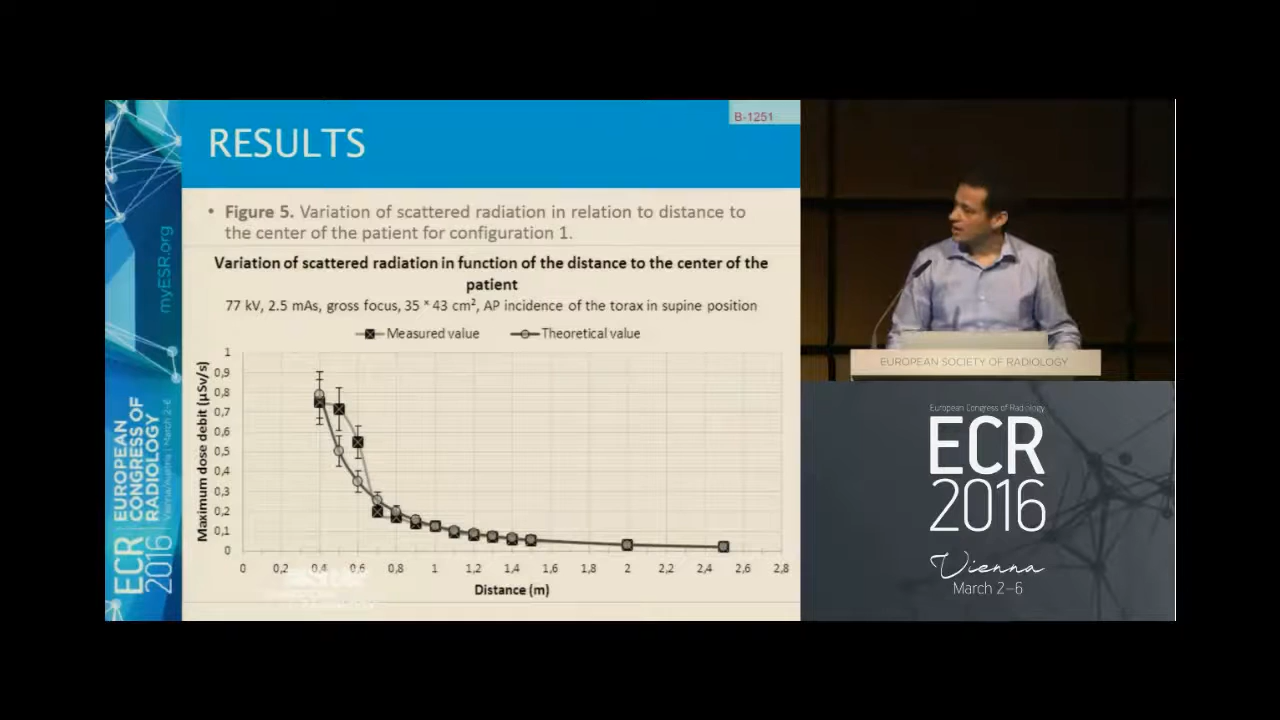 B-1251
RESULTS
• Figure 5. Variation of scattered radiation in relation to distance to
the center of the patient for configuration 1.
Variation of scattered radiation in function of the distance to the center of the
patient
77 kV, 2.5 mAs, gross focus, 35 * 43 cm², AP incidence of the torax in supine position
Measured value
Theoretical value
Maximum dose debit (µSv/s)
1
0,9
0,8
0,7
0,6
0,5
0,4
0,3
0,2
0,1
0
0 0,2 0,4 0,6 0,8 1 1,2 1,4 1,6 1,8 2 2,2 2,4 2,6 2,8
Distance (m)
myESR.org
ECR 2016
EUROPEAN
CONGRESS OF
RADIOLOGY
Vienna/Austria | March 2–6
EUROPEAN SOCIETY OF RADIOLOGY
European Congress of Radiology
ECR
2016
Vienna
March 2–6